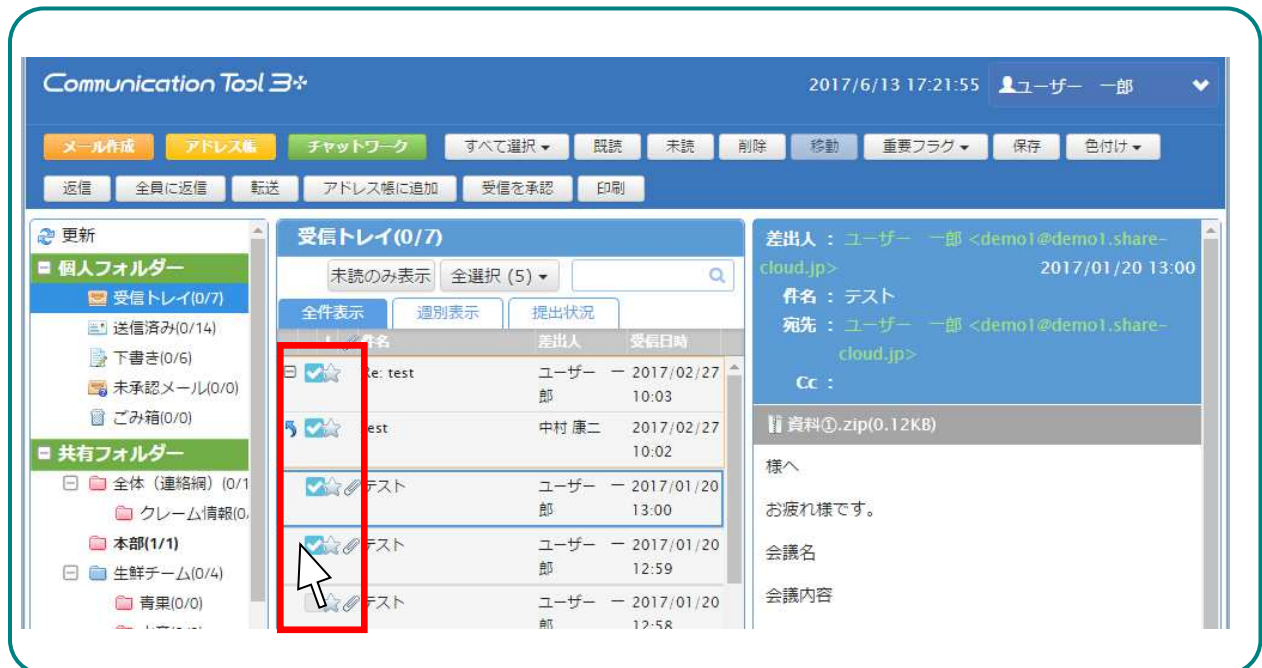 Communication Tool 3+
2017/6/13 17:21:55 ユーザー 一郎
メール作成 アドレス帳 チャットワーク すべて選択 既読 未読 削除 移動 重要フラグ 保存 色付け
返信 全員に返信 転送 アドレス帳に追加 受信を承認 印刷
更新
個人フォルダー
受信トレイ(0/7)
送信済み(0/14)
下書き(0/6)
未承認メール(0/0)
ごみ箱(0/0)
共有フォルダー
全体（連絡網）(0/1
クレーム情報(0/
本部(1/1)
生鮮チーム(0/4)
青果(0/0)
受信トレイ(0/7)
未読のみ表示 全選択 (5)
全件表示 週別表示 提出状況
! 件名 差出人 受信日時
Re: test ユーザー 一 2017/02/27
郎 10:03
est 中村 康二 2017/02/27
10:02
テスト ユーザー 一 2017/01/20
郎 13:00
テスト ユーザー 一 2017/01/20
郎 12:59
テスト ユーザー 一 2017/01/20
郎 12:58
差出人 : ユーザー 一郎 <demo1@demo1.share-
cloud.jp> 2017/01/20 13:00
件名 : テスト
宛先 : ユーザー 一郎 <demo1@demo1.share-
cloud.jp>
Cc :
資料①.zip(0.12KB)
様へ
お疲れ様です。
会議名
会議内容